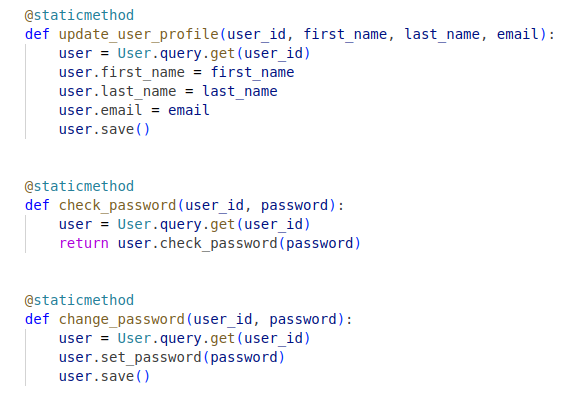 @staticmethod
def update_user_profile(user_id, first_name, last_name, email):
    user = User.query.get(user_id)
    user.first_name = first_name
    user.last_name = last_name
    user.email = email
    user.save()
@staticmethod
def check_password(user_id, password):
    user = User.query.get(user_id)
    return user.check_password(password)
@staticmethod
def change_password(user_id, password):
    user = User.query.get(user_id)
    user.set_password(password)
    user.save()